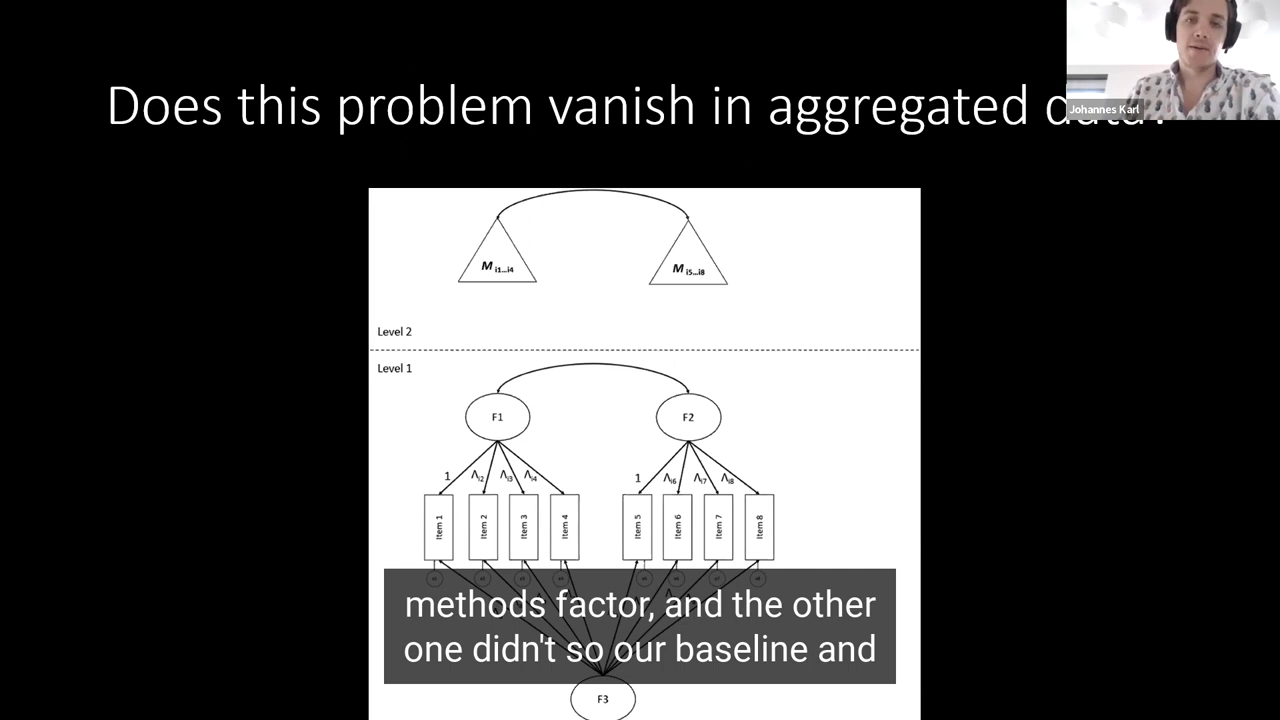 Does this problem vanish in aggregated data?
Johannes Karl
M i1...i4
M i5...i8
Level 2
Level 1
F1
F2
1
Λi2
Λi3
Λi4
1
Λi6
Λi7
Λi8
Item 1
Item 2
Item 3
Item 4
Item 5
Item 6
Item 7
Item 8
methods factor, and the other
one didn't so our baseline and
F3